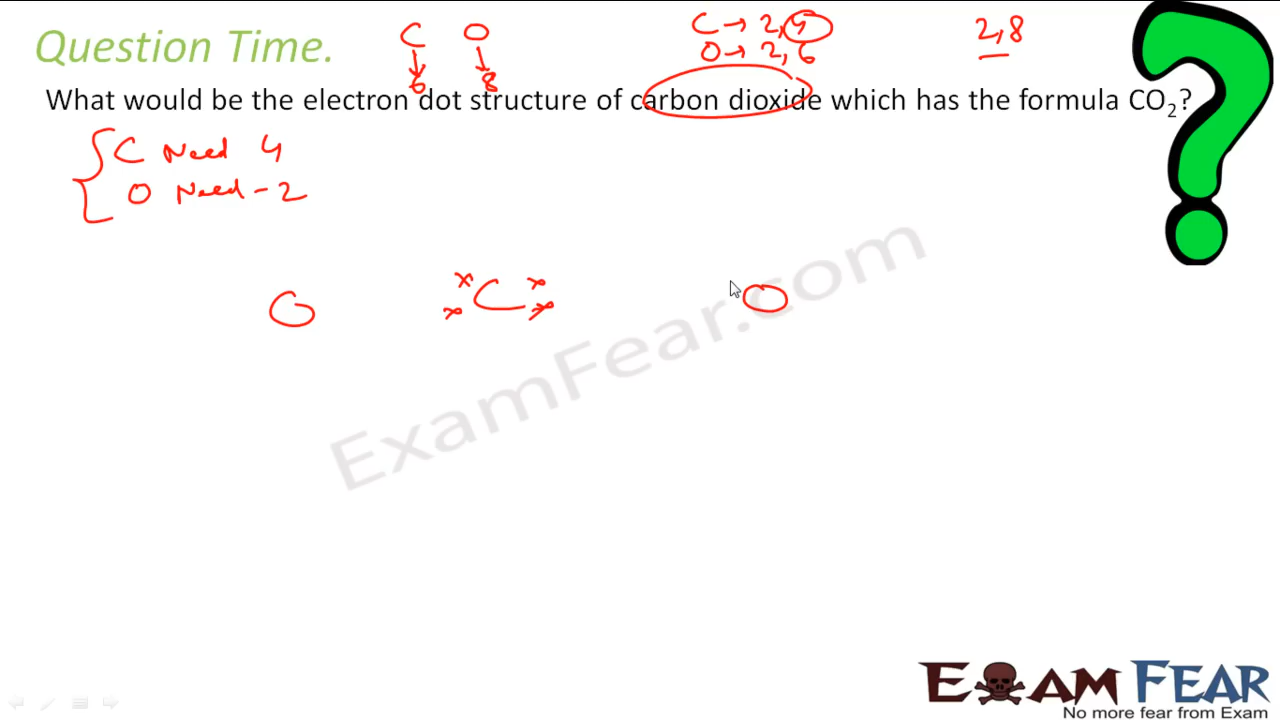 Question Time.
C O
6 8
C → 2,4
O → 2,6
2,8
What would be the electron dot structure of carbon dioxide which has the formula CO₂?
C Need 4
O Need - 2
O xx C xx O
ExamFear.com
EXAM FEAR
No more fear from Exam